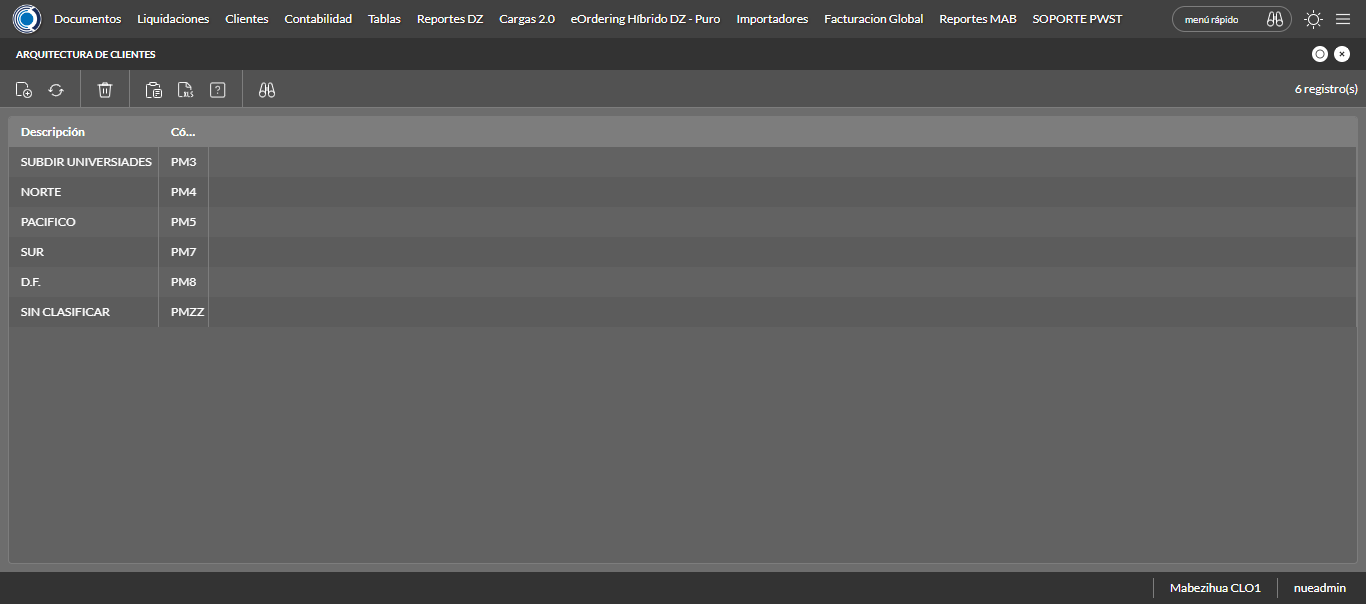 Documentos Liquidaciones Clientes Contabilidad Tablas Reportes DZ Cargas 2.0 eOrdering Híbrido DZ - Puro Importadores Facturacion Global Reportes MAB SOPORTE PWST menú rápido
ARQUITECTURA DE CLIENTES
XLS ? 6 registro(s)
Descripción Có...
SUBDIR UNIVERSIADES PM3
NORTE PM4
PACIFICO PM5
SUR PM7
D.F. PM8
SIN CLASIFICAR PMZZ
Mabezihua CLO1 nueadmin